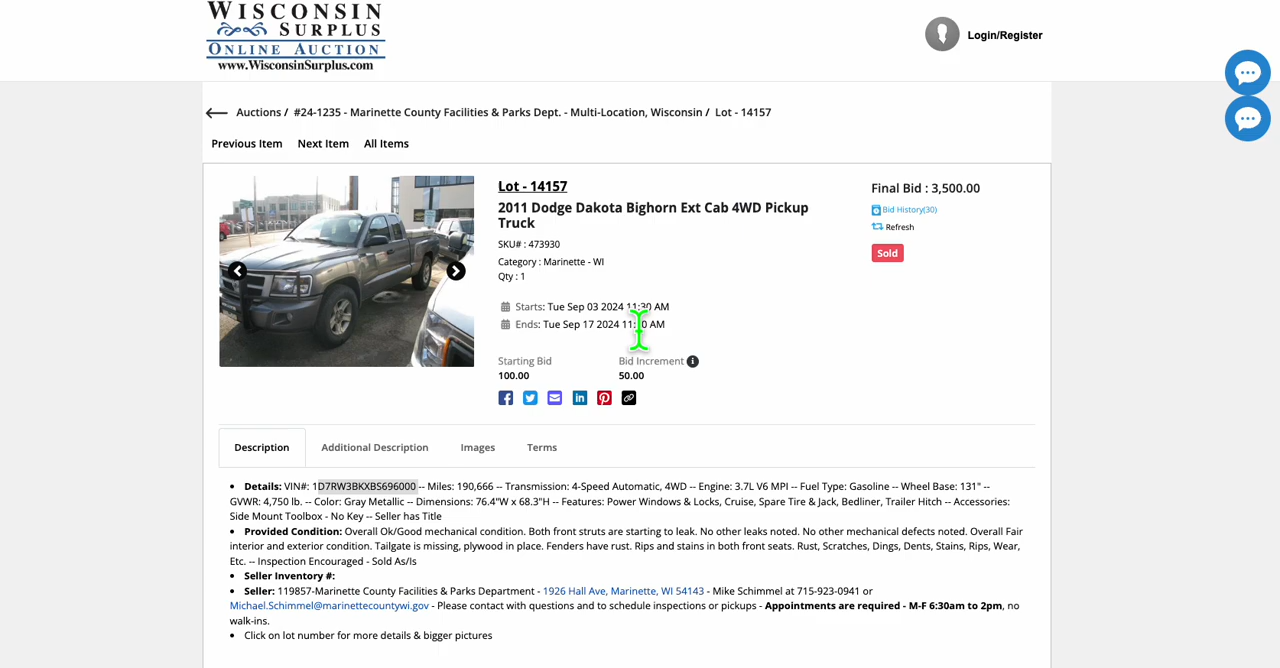 WISCONSIN
SURPLUS
ONLINE AUCTION
www.WisconsinSurplus.com
Login/Register
Auctions / #24-1235 - Marinette County Facilities & Parks Dept. - Multi-Location, Wisconsin / Lot - 14157
Previous Item Next Item All Items
Lot - 14157
Final Bid : 3,500.00
2011 Dodge Dakota Bighorn Ext Cab 4WD Pickup
Truck
Bid History(30)
Refresh
Sold
SKU# : 473930
Category : Marinette - WI
Qty : 1
Starts: Tue Sep 03 2024 11:30 AM
Ends: Tue Sep 17 2024 AM
Starting Bid Bid Increment
100.00 50.00
Description Additional Description Images Terms
• Details: VIN#: 1D7RW3BKXBS696000 -- Miles: 190,666 -- Transmission: 4-Speed Automatic, 4WD -- Engine: 3.7L V6 MPI -- Fuel Type: Gasoline -- Wheel Base: 131" --
GVWR: 4,750 lb. -- Color: Gray Metallic -- Dimensions: 76.4"W x 68.3"H -- Features: Power Windows & Locks, Cruise, Spare Tire & Jack, Bedliner, Trailer Hitch -- Accessories:
Side Mount Toolbox - No Key -- Seller has Title
• Provided Condition: Overall Ok/Good mechanical condition. Both front struts are starting to leak. No other leaks noted. No other mechanical defects noted. Overall Fair
interior and exterior condition. Tailgate is missing, plywood in place. Fenders have rust. Rips and stains in both front seats. Rust, Scratches, Dings, Dents, Stains, Rips, Wear,
Etc. -- Inspection Encouraged - Sold As/Is
• Seller Inventory #:
• Seller: 119857-Marinette County Facilities & Parks Department - 1926 Hall Ave, Marinette, WI 54143 - Mike Schimmel at 715-923-0941 or
Michael.Schimmel@marinettecountywi.gov - Please contact with questions and to schedule inspections or pickups - Appointments are required - M-F 6:30am to 2pm, no
walk-ins.
• Click on lot number for more details & bigger pictures